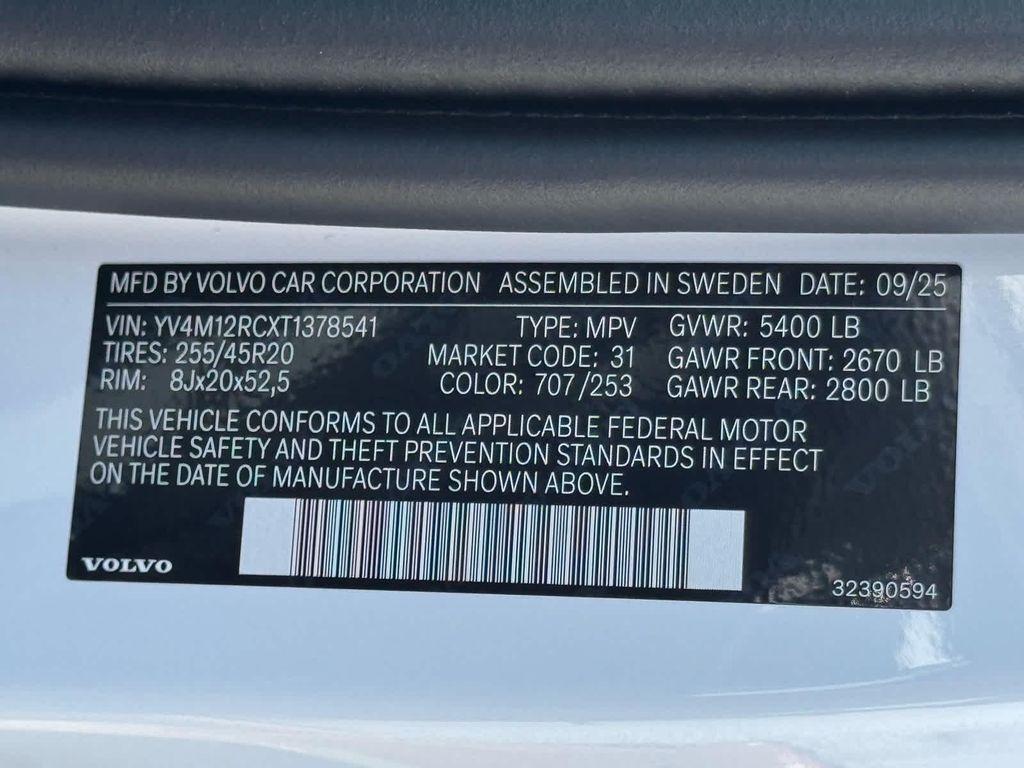 MFD BY VOLVO CAR CORPORATION ASSEMBLED IN SWEDEN DATE: 09/25
VIN: YV4M12RCXT1378541 TYPE: MPV GVWR: 5400 LB
TIRES: 255/45R20 MARKET CODE: 31 GAWR FRONT: 2670 LB
RIM: 8Jx20x52,5 COLOR: 707/253 GAWR REAR: 2800 LB
THIS VEHICLE CONFORMS TO ALL APPLICABLE FEDERAL MOTOR
VEHICLE SAFETY AND THEFT PREVENTION STANDARDS IN EFFECT
ON THE DATE OF MANUFACTURE SHOWN ABOVE.
VOLVO
32390594